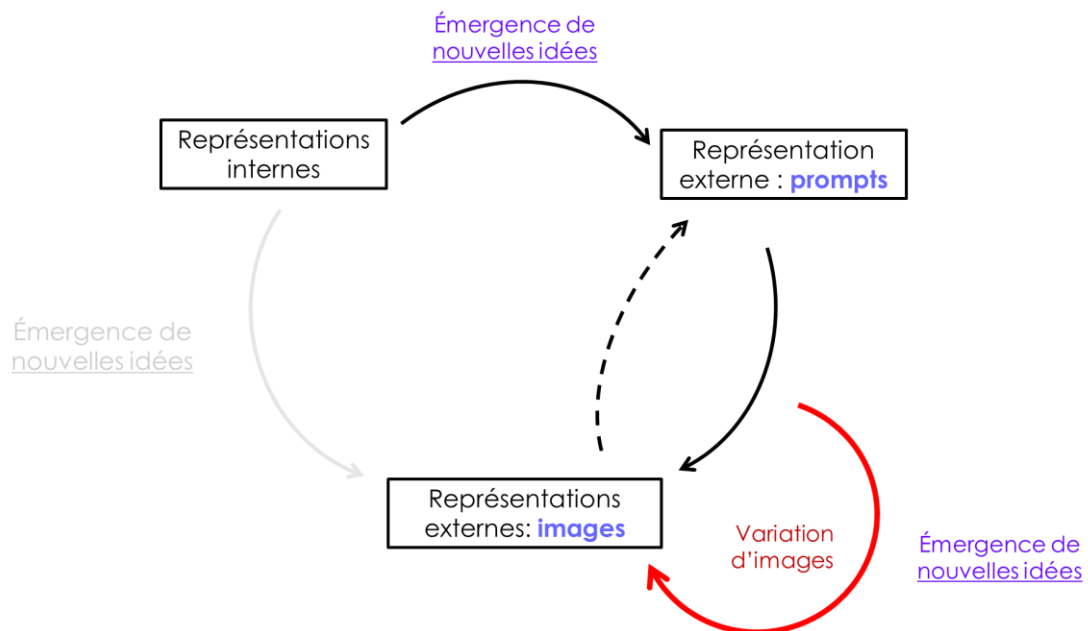 Émergence de
nouvelles idées
Représentations
internes
Représentation
externe : prompts
Émergence de
nouvelles idées
Représentations
externes: images
Variation
d’images
Émergence de
nouvelles idées